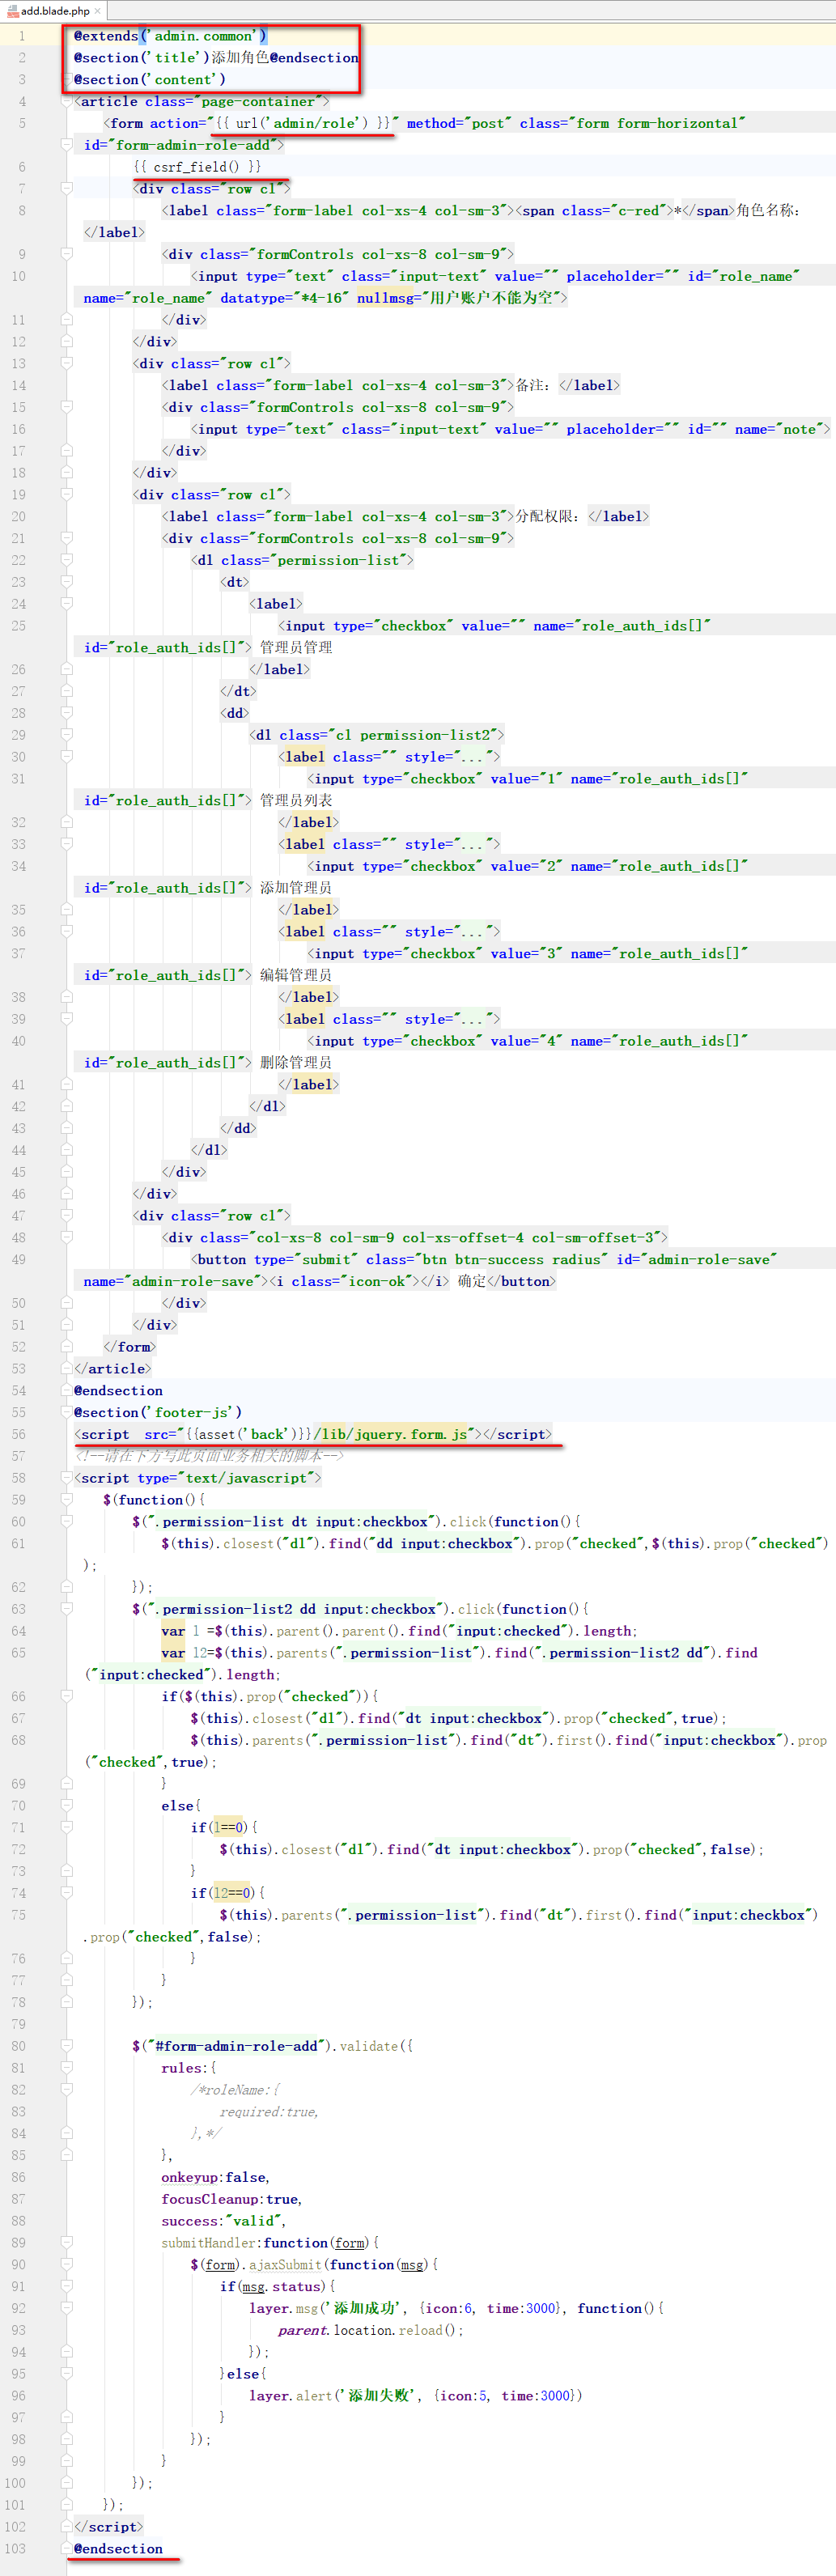 add.blade.php
1 @extends('admin.common')
2 @section('title')添加角色@endsection
3 @section('content')
4 <article class="page-container">
5 <form action="{{ url('admin/role') }}" method="post" class="form form-horizontal"
id="form-admin-role-add">
6 {{ csrf_field() }}
7 <div class="row cl">
8 <label class="form-label col-xs-4 col-sm-3"><span class="c-red">*</span>角色名称：
</label>
9 <div class="formControls col-xs-8 col-sm-9">
10 <input type="text" class="input-text" value="" placeholder="" id="role_name"
name="role_name" datatype="*4-16" nullmsg="用户账户不能为空">
11 </div>
12 </div>
13 <div class="row cl">
14 <label class="form-label col-xs-4 col-sm-3">备注：</label>
15 <div class="formControls col-xs-8 col-sm-9">
16 <input type="text" class="input-text" value="" placeholder="" id="" name="note">
17 </div>
18 </div>
19 <div class="row cl">
20 <label class="form-label col-xs-4 col-sm-3">分配权限：</label>
21 <div class="formControls col-xs-8 col-sm-9">
22 <dl class="permission-list">
23 <dt>
24 <label>
25 <input type="checkbox" value="" name="role_auth_ids[]"
id="role_auth_ids[]"> 管理员管理
26 </label>
27 </dt>
28 <dd>
29 <dl class="cl permission-list2">
30 <label class="" style="...">
31 <input type="checkbox" value="1" name="role_auth_ids[]"
id="role_auth_ids[]"> 管理员列表
32 </label>
33 <label class="" style="...">
34 <input type="checkbox" value="2" name="role_auth_ids[]"
id="role_auth_ids[]"> 添加管理员
35 </label>
36 <label class="" style="...">
37 <input type="checkbox" value="3" name="role_auth_ids[]"
id="role_auth_ids[]"> 编辑管理员
38 </label>
39 <label class="" style="...">
40 <input type="checkbox" value="4" name="role_auth_ids[]"
id="role_auth_ids[]"> 删除管理员
41 </label>
42 </dl>
43 </dd>
44 </dl>
45 </div>
46 </div>
47 <div class="row cl">
48 <div class="col-xs-8 col-sm-9 col-xs-offset-4 col-sm-offset-3">
49 <button type="submit" class="btn btn-success radius" id="admin-role-save"
name="admin-role-save"><i class="icon-ok"></i> 确定</button>
50 </div>
51 </div>
52 </form>
53 </article>
54 @endsection
55 @section('footer-js')
56 <script  src="{{asset('back')}}/lib/jquery.form.js"></script>
57 <!--请在下方写此页面业务相关的脚本-->
58 <script type="text/javascript">
59 $(function(){
60 $(".permission-list dt input:checkbox").click(function(){
61 $(this).closest("dl").find("dd input:checkbox").prop("checked",$(this).prop("checked")
);
62 });
63 $(".permission-list2 dd input:checkbox").click(function(){
64 var l =$(this).parent().parent().find("input:checked").length;
65 var l2=$(this).parents(".permission-list").find(".permission-list2 dd").find
("input:checked").length;
66 if($(this).prop("checked")){
67 $(this).closest("dl").find("dt input:checkbox").prop("checked",true);
68 $(this).parents(".permission-list").find("dt").first().find("input:checkbox").prop
("checked",true);
69 }
70 else{
71 if(l==0){
72 $(this).closest("dl").find("dt input:checkbox").prop("checked",false);
73 }
74 if(l2==0){
75 $(this).parents(".permission-list").find("dt").first().find("input:checkbox")
.prop("checked",false);
76 }
77 }
78 });
79
80 $("#form-admin-role-add").validate({
81 rules:{
82 /*roleName:{
83 required:true,
84 },*/
85 },
86 onkeyup:false,
87 focusCleanup:true,
88 success:"valid",
89 submitHandler:function(form){
90 $(form).ajaxSubmit(function(msg){
91 if(msg.status){
92 layer.msg('添加成功', {icon:6, time:3000}, function(){
93 parent.location.reload();
94 });
95 }else{
96 layer.alert('添加失败', {icon:5, time:3000})
97 }
98 });
99 }
100 });
101 });
102 </script>
103 @endsection